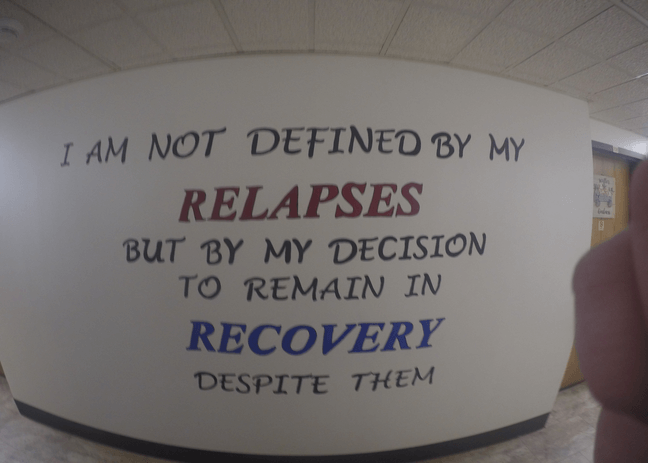 I AM NOT DEFINED BY MY
RELAPSES
BUT BY MY DECISION
TO REMAIN IN
RECOVERY
DESPITE THEM